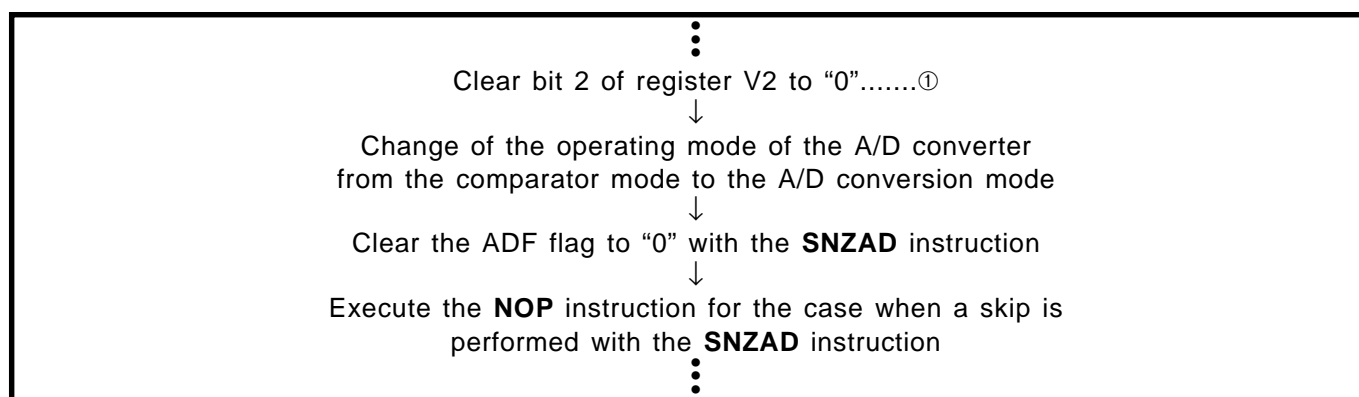 Clear bit 2 of register V2 to “0”.......①
↓
Change of the operating mode of the A/D converter
from the comparator mode to the A/D conversion mode
↓
Clear the ADF flag to “0” with the SNZAD instruction
↓
Execute the NOP instruction for the case when a skip is
performed with the SNZAD instruction